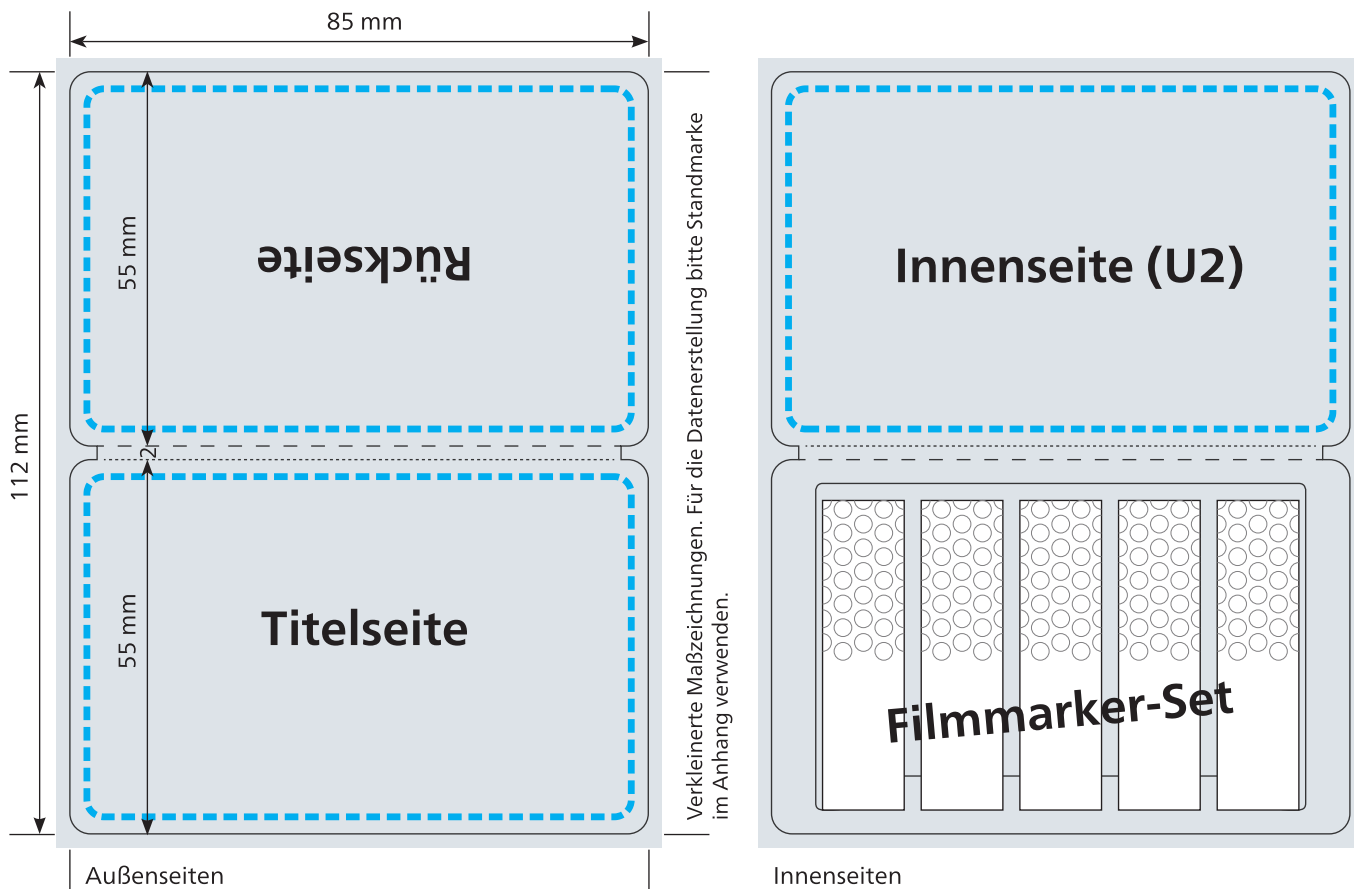 85 mm
112 mm
55 mm
Rückseite
2
55 mm
Titelseite
Außenseiten
Verkleinerte Maßzeichnungen. Für die Datenerstellung bitte Standmarke
im Anhang verwenden.
Innenseite (U2)
Filmmarker-Set
Innenseiten